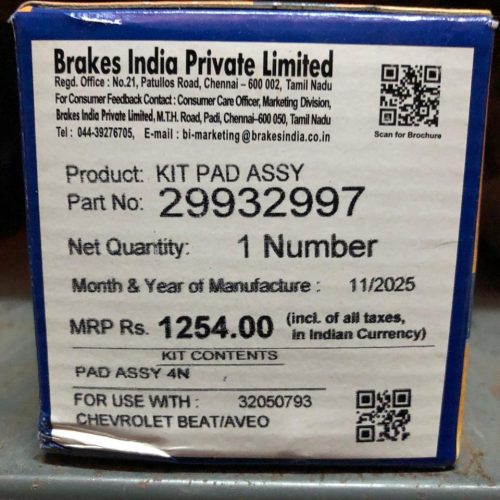 Brakes India Private Limited
Regd. Office : No.21, Patullos Road, Chennai – 600 002, Tamil Nadu
For Consumer Feedback Contact : Consumer Care Officer, Marketing Division,
Brakes India Private Limited, M.T.H. Road, Padi, Chennai–600 050, Tamil Nadu
Tel : 044-39276705, E-mail : bi-marketing@brakesindia.co.in
Scan for Brochure
Product: KIT PAD ASSY
Part No: 29932997
Net Quantity: 1 Number
Month & Year of Manufacture : 11/2025
MRP Rs. 1254.00 (incl. of all taxes,
in Indian Currency)
KIT CONTENTS
PAD ASSY 4N
FOR USE WITH : 32050793
CHEVROLET BEAT/AVEO